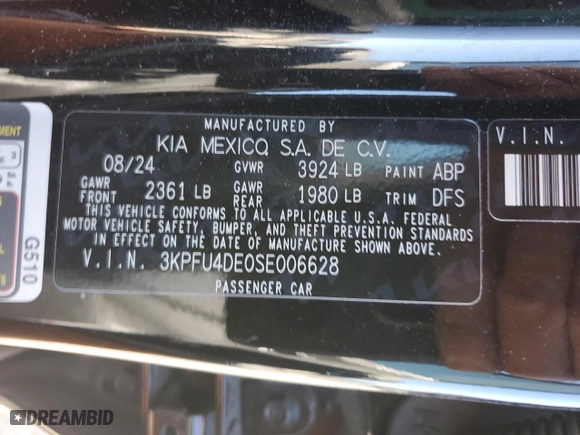 MANUFACTURED BY
KIA MEXICO, S.A. DE C.V.
08/24 GVWR 3924 LB PAINT ABP
GAWR FRONT 2361 LB GAWR REAR 1980 LB TRIM DFS
THIS VEHICLE CONFORMS TO ALL APPLICABLE U.S.A. FEDERAL
MOTOR VEHICLE SAFETY, BUMPER, AND THEFT PREVENTION STANDARDS
IN EFFECT ON THE DATE OF MANUFACTURE SHOWN ABOVE.
V.I.N. 3KPFU4DE0SE006628
PASSENGER CAR
V.I.N.
G510
3
DREAMBID